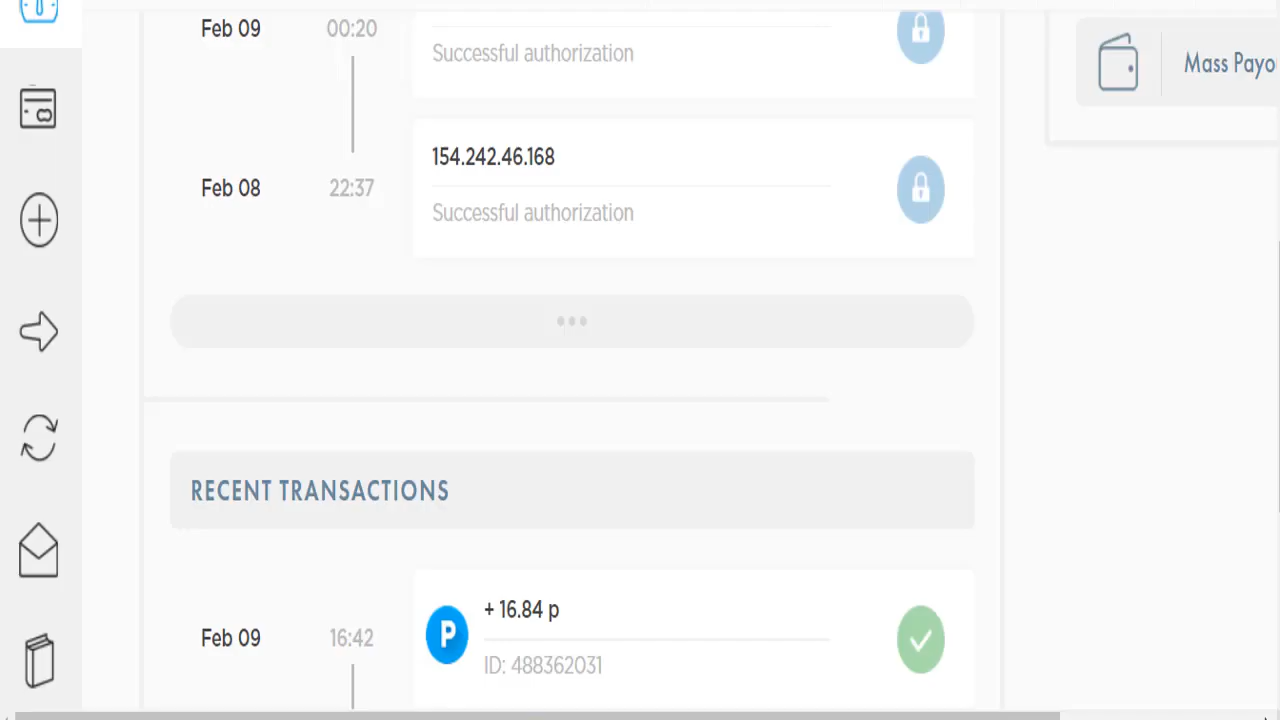 Feb 09 00:20
Successful authorization
Mass Payo
154.242.46.168
Feb 08 22:37
Successful authorization
RECENT TRANSACTIONS
+ 16.84 p
Feb 09 16:42
P
ID: 488362031